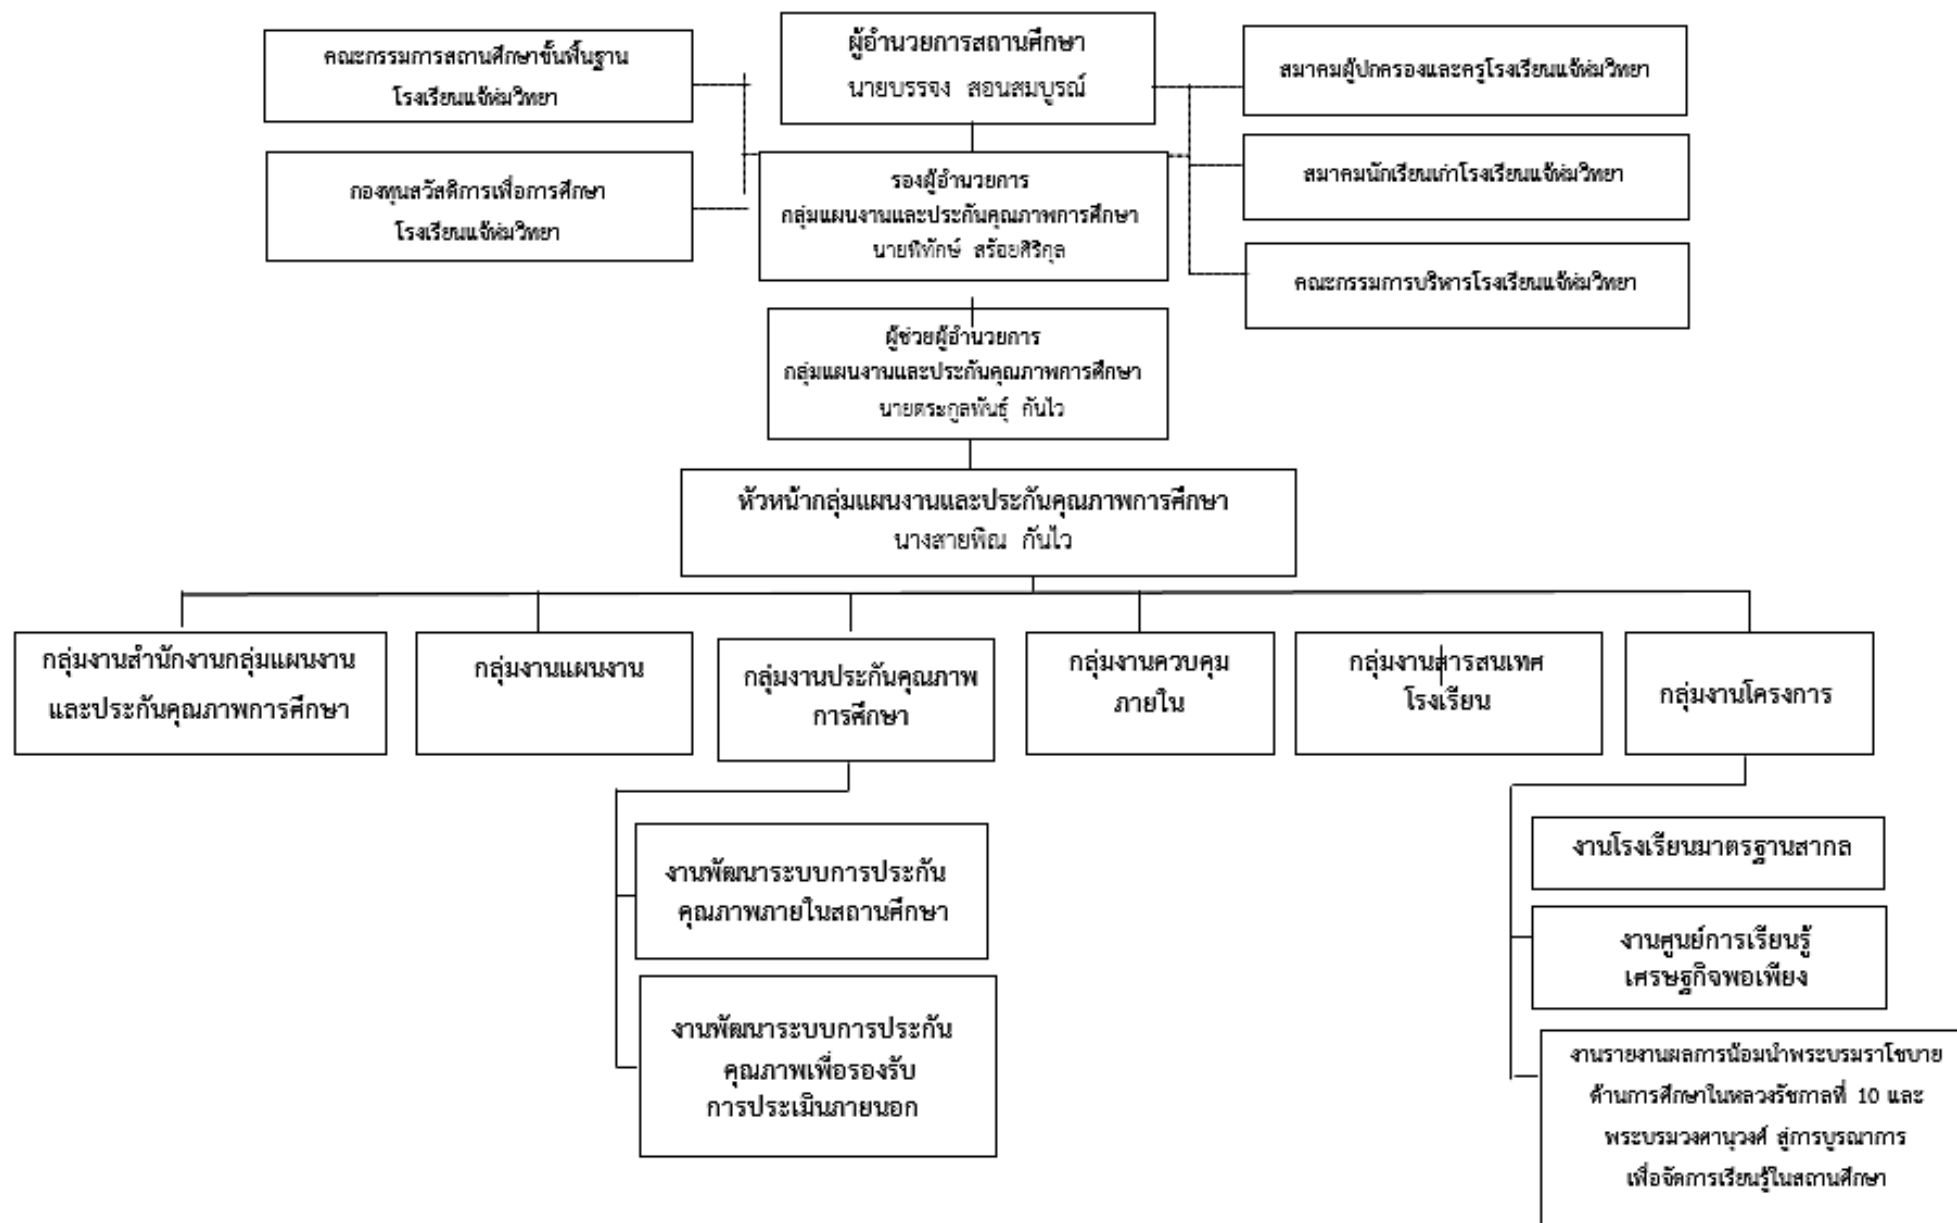 ผู้อำนวยการสถานศึกษา
นายบรรจง สอนสมบูรณ์
คณะกรรมการสถานศึกษาขั้นพื้นฐาน
โรงเรียนแจ้ห่มวิทยา
กองทุนสวัสดิการเพื่อการศึกษา
โรงเรียนแจ้ห่มวิทยา
สมาคมผู้ปกครองและครูโรงเรียนแจ้ห่มวิทยา
สมาคมนักเรียนเก่าโรงเรียนแจ้ห่มวิทยา
คณะกรรมการบริหารโรงเรียนแจ้ห่มวิทยา
รองผู้อำนวยการ
กลุ่มแผนงานและประกันคุณภาพการศึกษา
นายพิทักษ์ สร้อยศิริกุล
ผู้ช่วยผู้อำนวยการ
กลุ่มแผนงานและประกันคุณภาพการศึกษา
นายตระกูลพันธุ์ กันไว
หัวหน้ากลุ่มแผนงานและประกันคุณภาพการศึกษา
นางสายพิณ กันไว
กลุ่มงานสำนักงานกลุ่มแผนงาน
และประกันคุณภาพการศึกษา
กลุ่มงานแผนงาน
กลุ่มงานประกันคุณภาพ
การศึกษา
กลุ่มงานควบคุม
ภายใน
กลุ่มงานสารสนเทศ
โรงเรียน
กลุ่มงานโครงการ
งานพัฒนาระบบการประกัน
คุณภาพภายในสถานศึกษา
งานพัฒนาระบบการประกัน
คุณภาพเพื่อรองรับ
การประเมินภายนอก
งานโรงเรียนมาตรฐานสากล
งานศูนย์การเรียนรู้
เศรษฐกิจพอเพียง
งานรายงานผลการน้อมนำพระบรมราโชบาย
ด้านการศึกษาในหลวงรัชกาลที่ 10 และ
พระบรมวงศานุวงศ์ สู่การบูรณาการ
เพื่อจัดการเรียนรู้ในสถานศึกษา